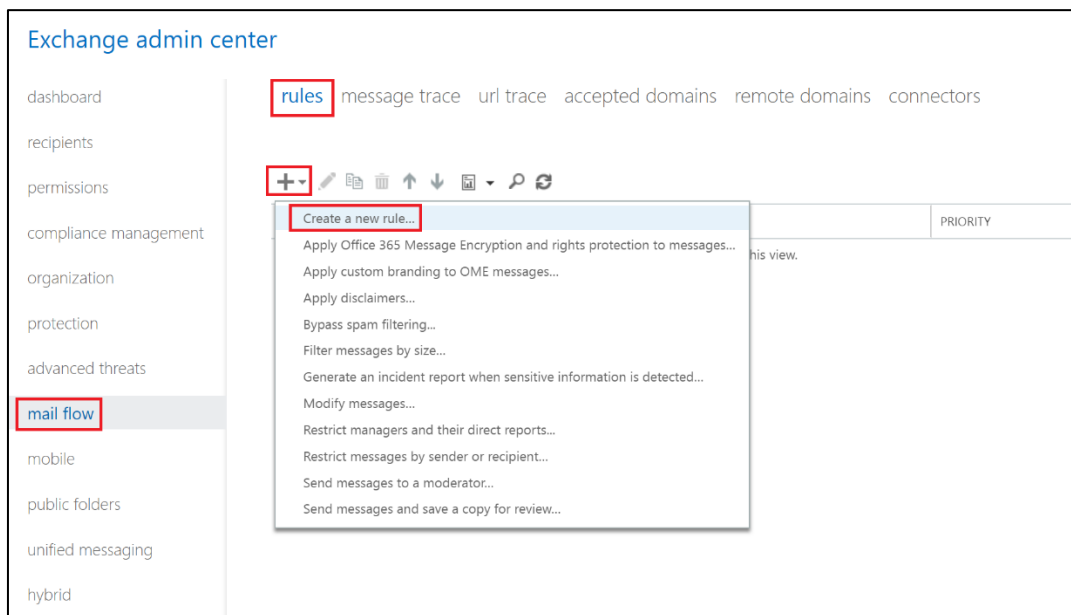 Exchange admin center
dashboard
recipients
permissions
compliance management
organization
protection
advanced threats
mail flow
mobile
public folders
unified messaging
hybrid
rules message trace url trace accepted domains remote domains connectors
Create a new rule...
Apply Office 365 Message Encryption and rights protection to messages...
Apply custom branding to OME messages...
Apply disclaimers...
Bypass spam filtering...
Filter messages by size...
Generate an incident report when sensitive information is detected...
Modify messages...
Restrict managers and their direct reports...
Restrict messages by sender or recipient...
Send messages to a moderator...
Send messages and save a copy for review...
PRIORITY
his view.